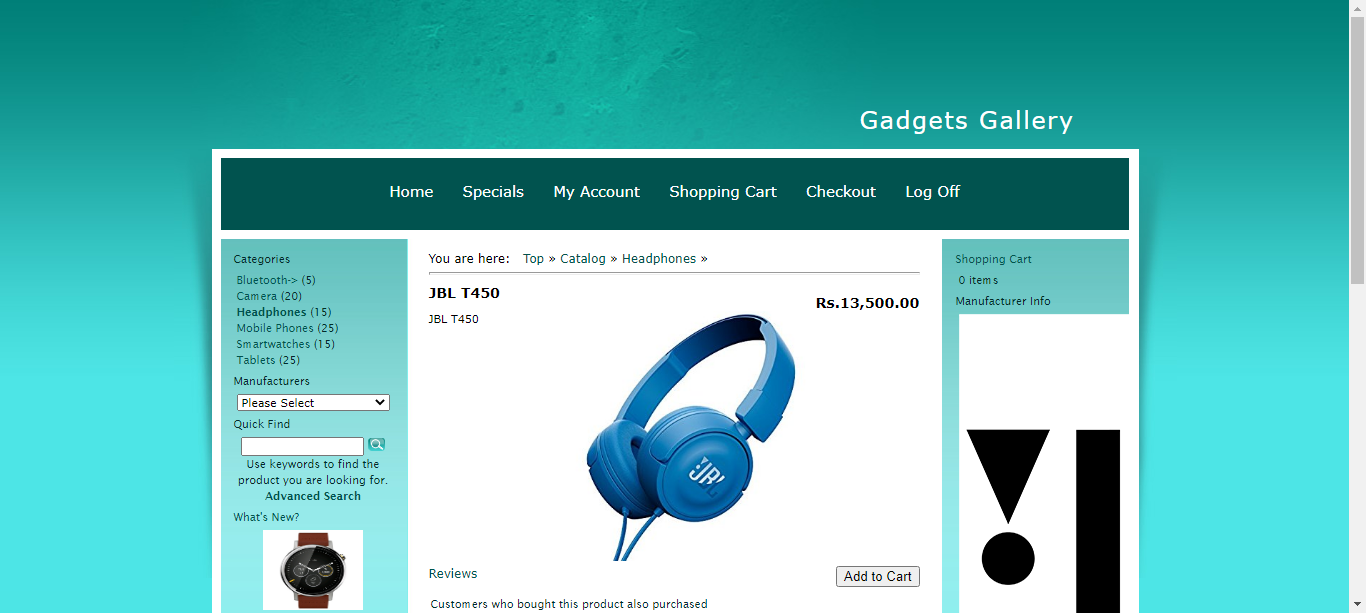 Gadgets Gallery
Home Specials My Account Shopping Cart Checkout Log Off
Categories
Bluetooth-> (5)
Camera (20)
Headphones (15)
Mobile Phones (25)
Smartwatches (15)
Tablets (25)
Manufacturers
Please Select
Quick Find
Use keywords to find the
product you are looking for.
Advanced Search
What's New?
You are here: Top » Catalog » Headphones »
JBL T450
Rs.13,500.00
JBL T450
JBL
Reviews
Add to Cart
Customers who bought this product also purchased
Shopping Cart
0 items
Manufacturer Info